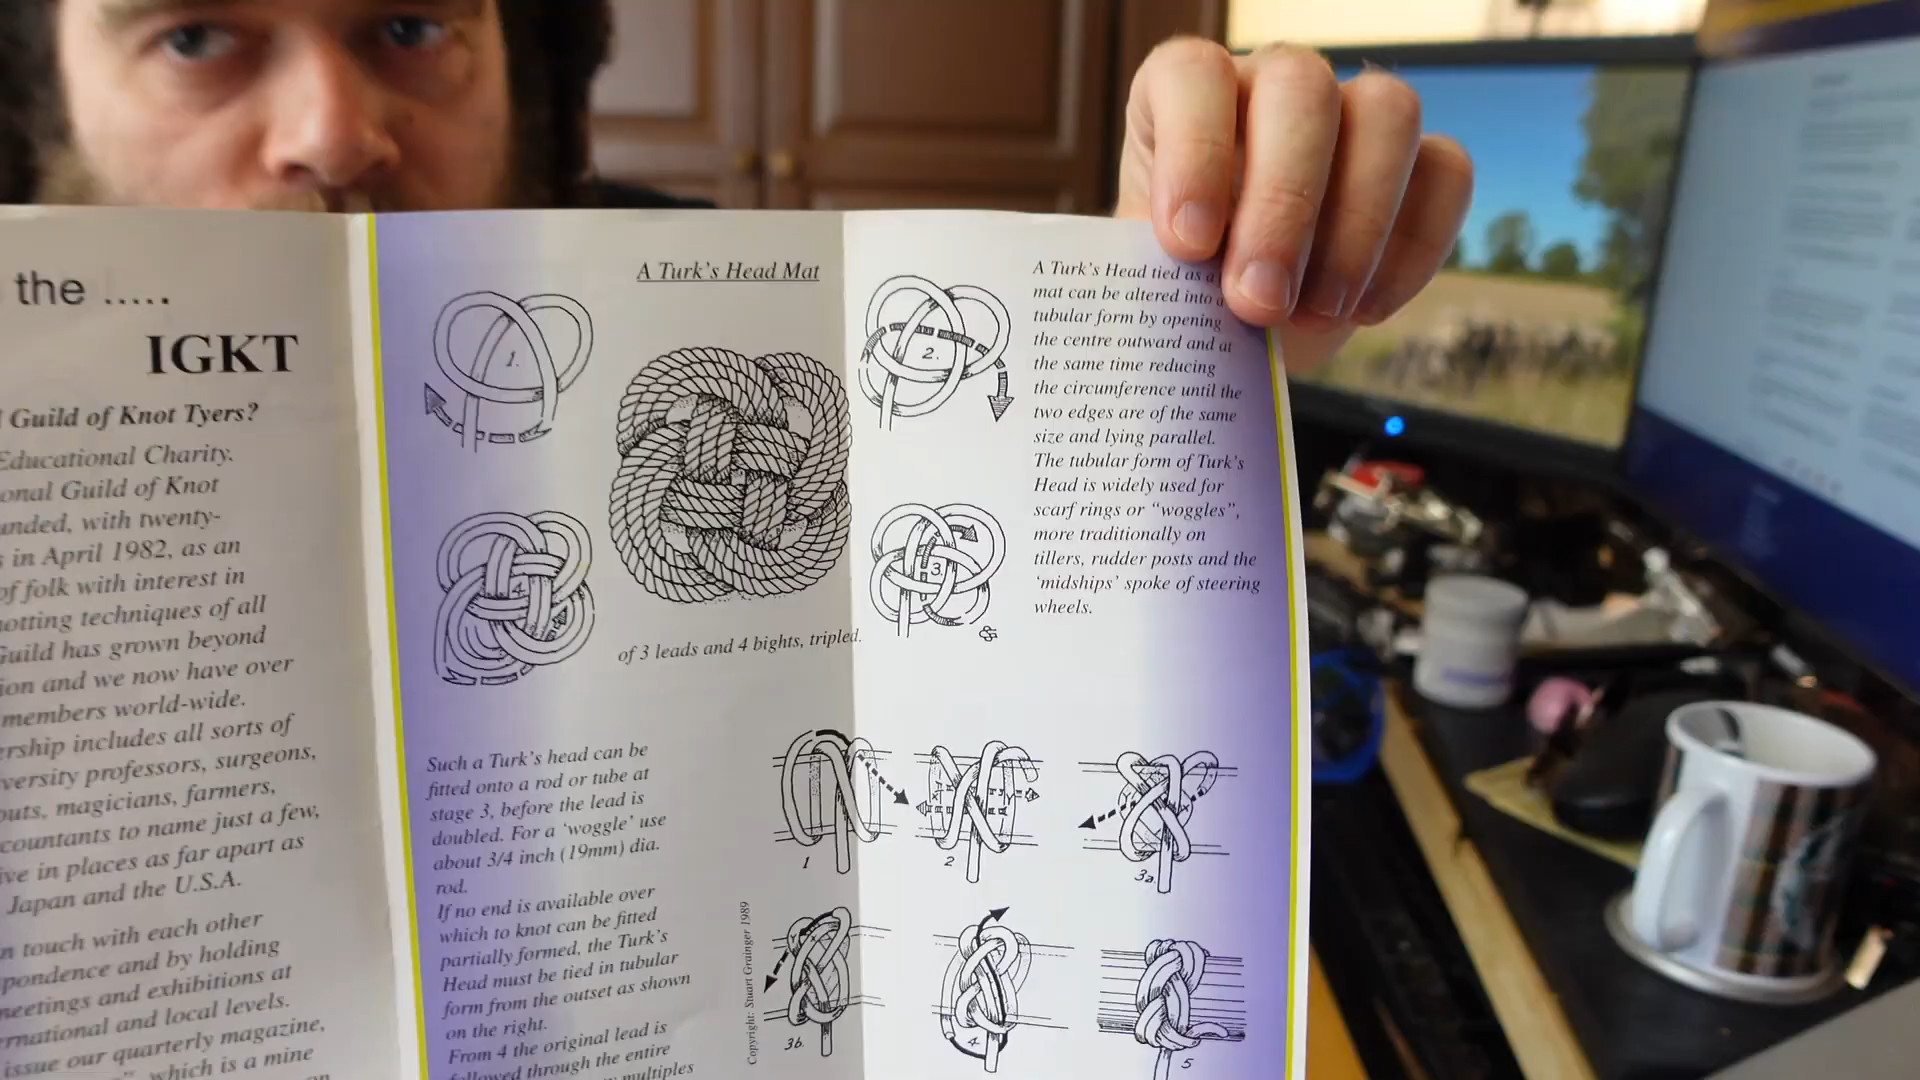 the .....
IGKT
Guild of Knot Tyers?
Educational Charity.
onal Guild of Knot
unded, with twenty-
s in April 1982, as an
of folk with interest in
notting techniques of all
Guild has grown beyond
ion and we now have over
members world-wide.
ership includes all sorts of
versity professors, surgeons,
outs, magicians, farmers,
countants to name just a few,
ive in places as far apart as
Japan and the U.S.A.
n touch with each other
pondence and by holding
neetings and exhibitions at
rnational and local levels.
issue our quarterly magazine,
which is a mine
A Turk's Head Mat
1.
4
of 3 leads and 4 bights, tripled.
Such a Turk's head can be
fitted onto a rod or tube at
stage 3, before the lead is
doubled. For a 'woggle' use
about 3/4 inch (19mm) dia.
rod.
If no end is available over
which to knot can be fitted
partially formed, the Turk's
Head must be tied in tubular
form from the outset as shown
on the right.
From 4 the original lead is
followed through the entire
multiples
2.
3
A Turk's Head tied as a
mat can be altered into a
tubular form by opening
the centre outward and at
the same time reducing
the circumference until the
two edges are of the same
size and lying parallel.
The tubular form of Turk's
Head is widely used for
scarf rings or "woggles",
more traditionally on
tillers, rudder posts and the
'midships' spoke of steering
wheels.
1
2
3a
3b.
4
5
Copyright: Stuart Grainger 1989